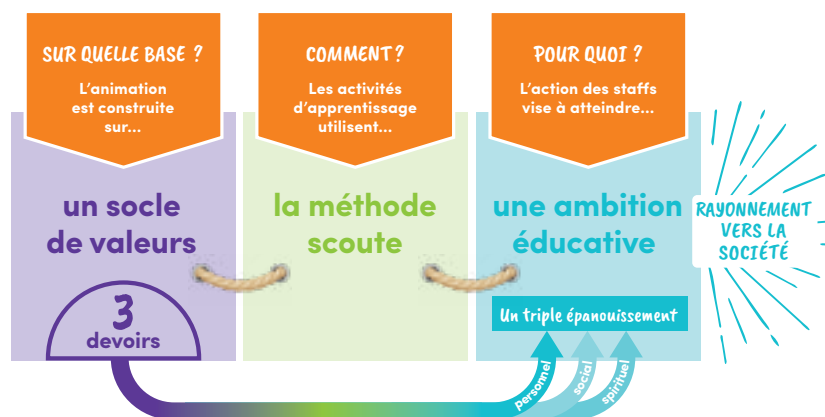 SUR QUELLE BASE ?
L'animation
est construite
sur...
un socle
de valeurs
3
devoirs
COMMENT ?
Les activités
d'apprentissage
utilisent...
la méthode
scoute
POUR QUOI ?
L'action des staffs
vise à atteindre...
une ambition
éducative
Un triple épanouissement
personnel
social
spirituel
RAYONNEMENT
VERS LA
SOCIÉTÉ